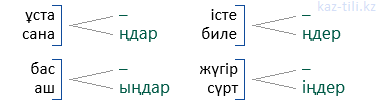 kaz-tili.kz
ұста –
сана ңдар
істе –
биле ңдер
бас –
аш ыңдар
жүгір –
сүрт іңдер